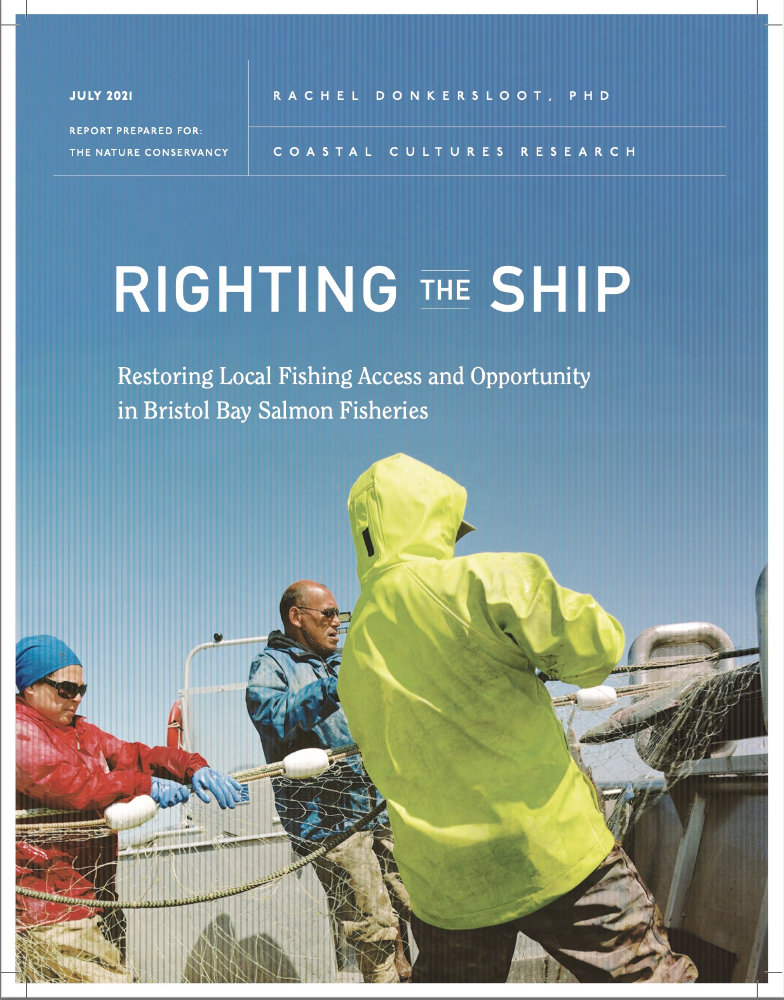 JULY 2021
REPORT PREPARED FOR:
THE NATURE CONSERVANCY
RACHEL DONKERSLOOT, PHD
COASTAL CULTURES RESEARCH
RIGHTING THE SHIP
Restoring Local Fishing Access and Opportunity
in Bristol Bay Salmon Fisheries